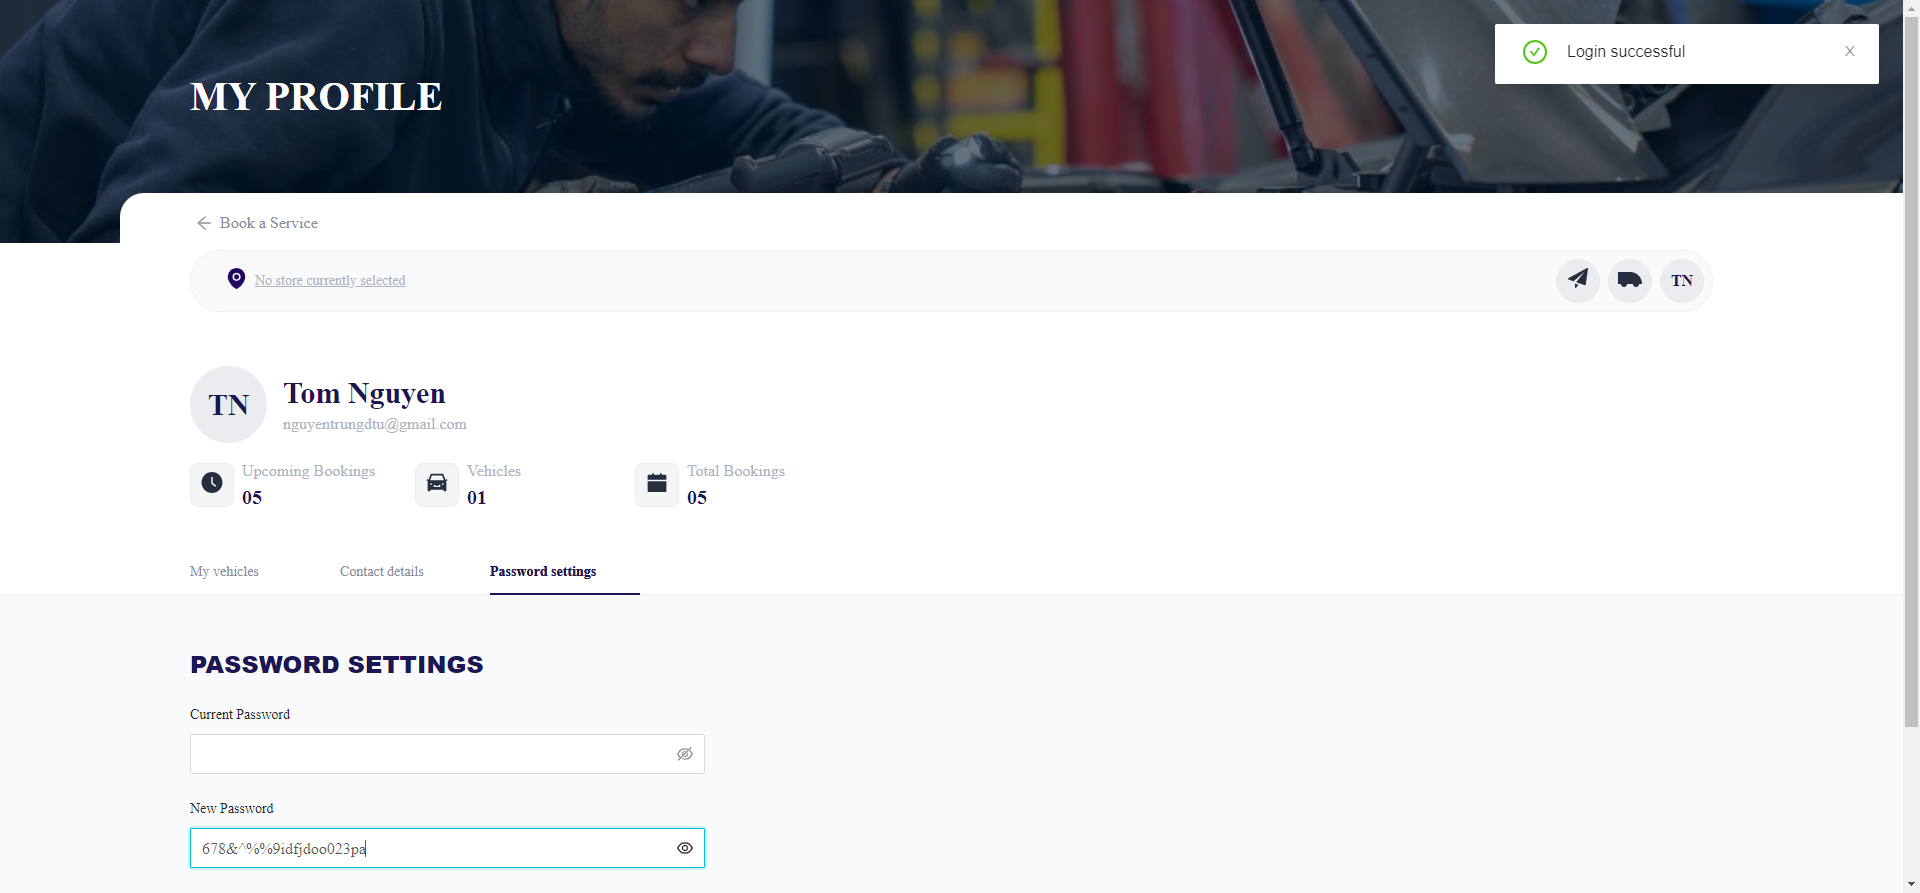 MY PROFILE
Login successful
X
Book a Service
No store currently selected
TN
TN
Tom Nguyen
nguyentrungdtu@gmail.com
Upcoming Bookings
05
Vehicles
01
Total Bookings
05
My vehicles
Contact details
Password settings
PASSWORD SETTINGS
Current Password
New Password
678&^%%9idfjdoo023pa